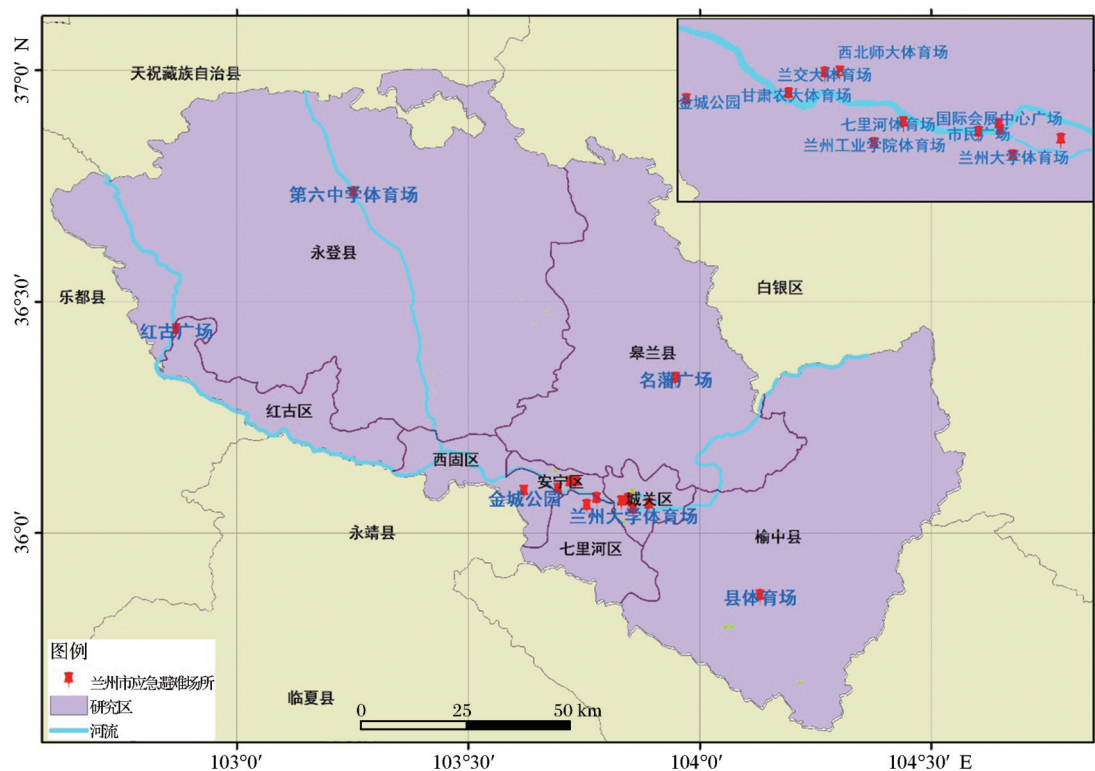 37°0′ N
36°30′
36°0′
天祝藏族自治县
西北师大体育场
兰交大体育场
甘肃农大体育场
金城公园
七里河体育场
国际会展中心广场
市民广场
兰州工业学院体育场
兰州大学体育场
第六中学体育场
永登县
乐都县
白银区
红古广场
皋兰县
名藩广场
红古区
西固区
安宁区
金城公园
城关区
兰州大学体育场
永靖县
七里河区
榆中县
县体育场
临夏县
图例
兰州市应急避难场所
研究区
河流
0 25 50 km
103°0′ 103°30′ 104°0′ 104°30′ E